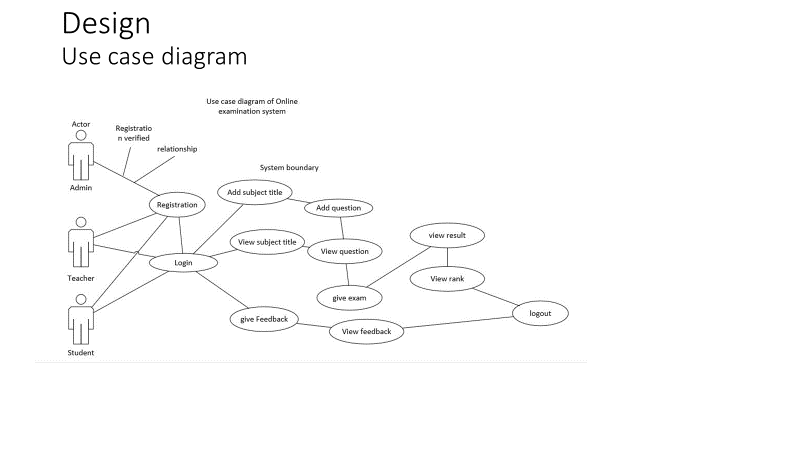 Design
Use case diagram
Use case diagram of Online
examination system
Actor
Registratio
n verified
relationship
System boundary
Admin
Add subject title
Registration
Add question
View subject title
view result
View question
Login
Teacher
View rank
give exam
give Feedback
logout
View feedback
Student